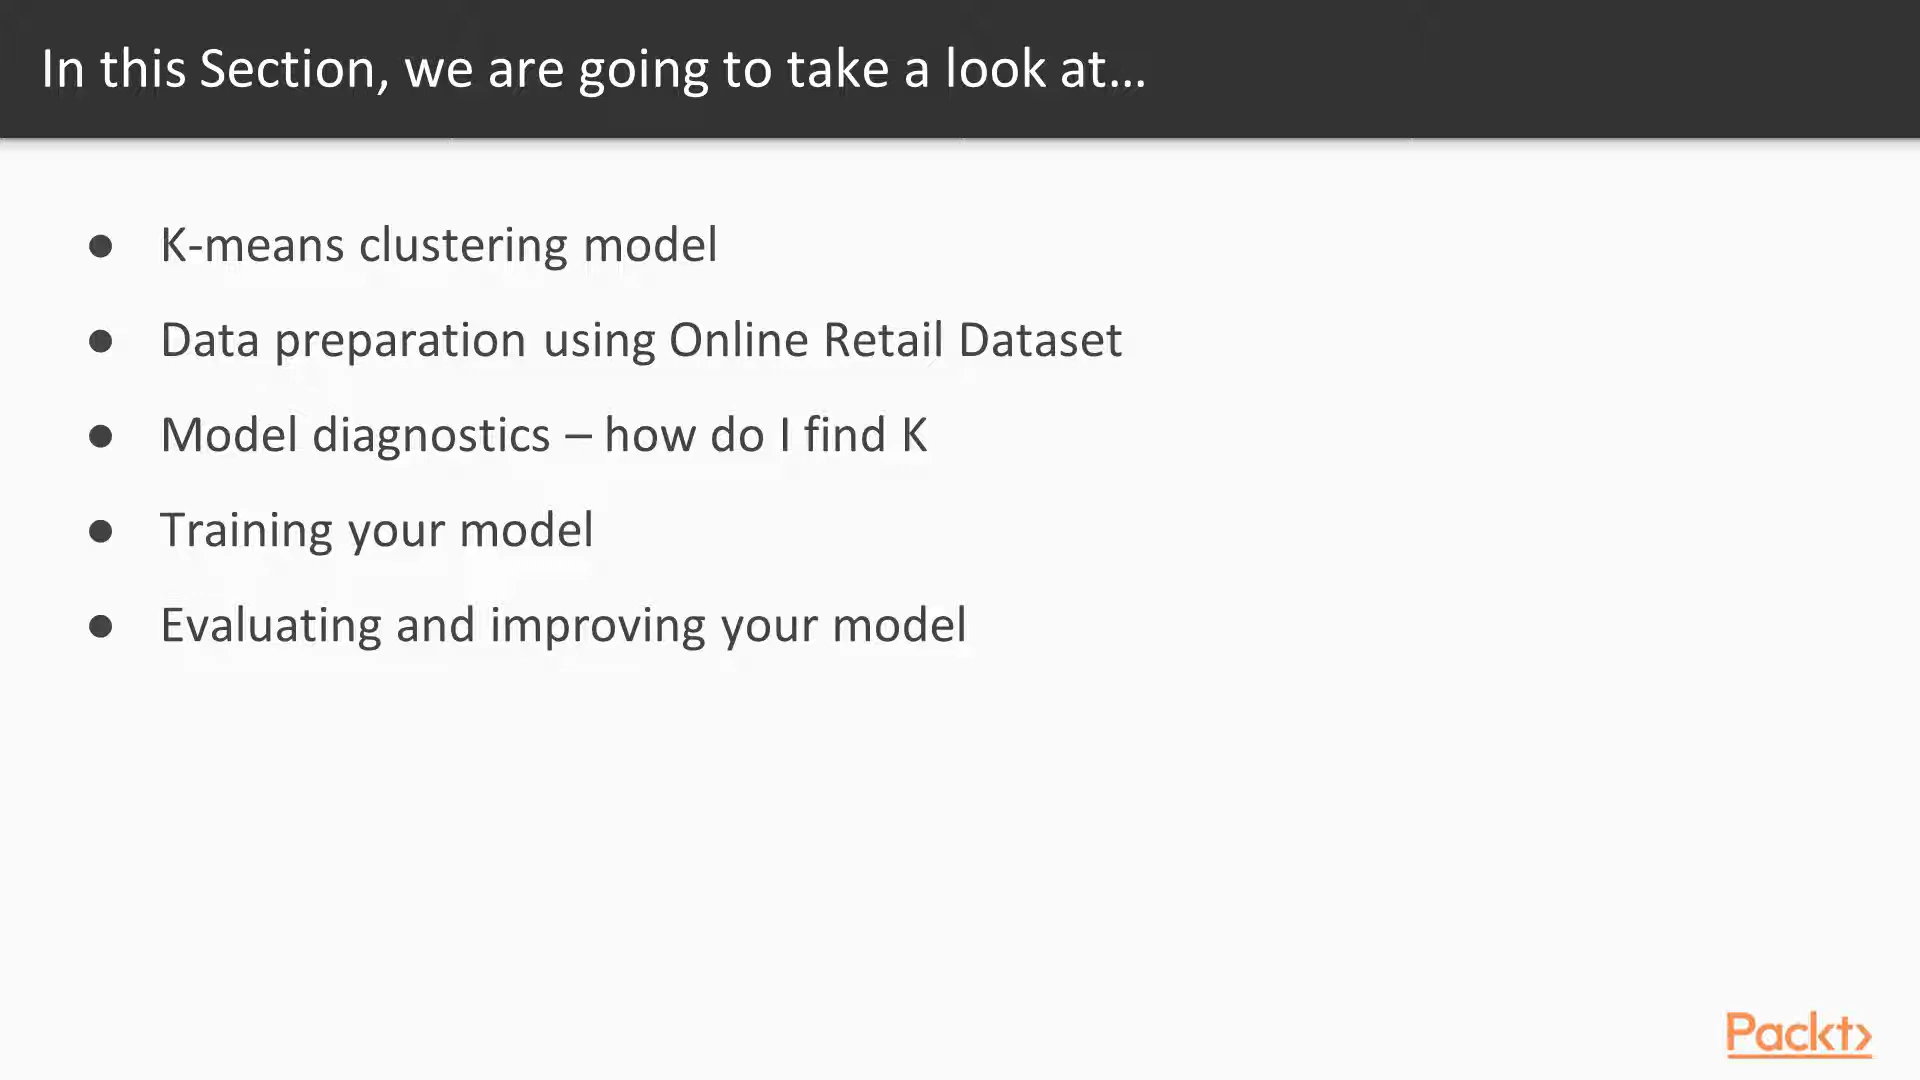 In this Section, we are going to take a look at...
● K-means clustering model
● Data preparation using Online Retail Dataset
● Model diagnostics – how do I find K
● Training your model
● Evaluating and improving your model
Packt>